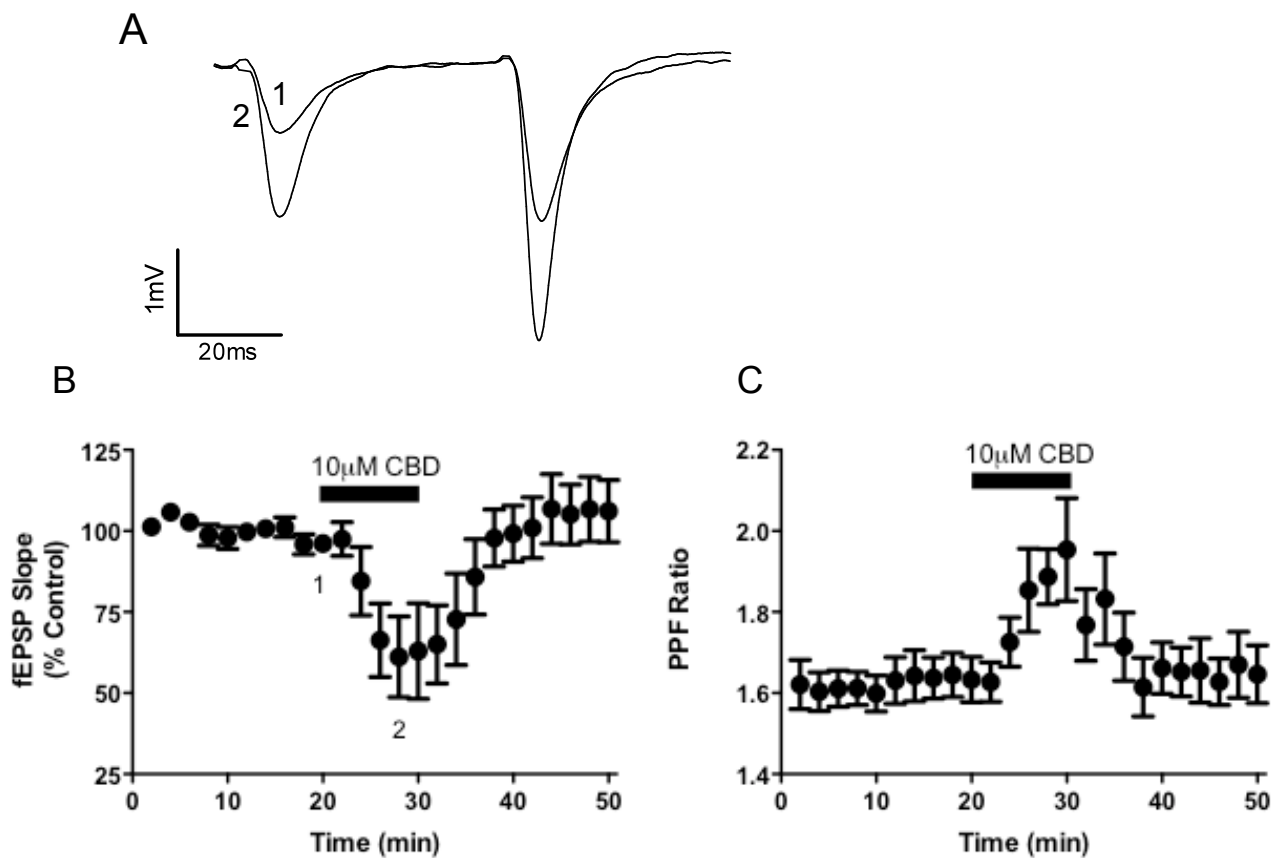 A
1
2
1mV
20ms
B
C
125
100
75
50
25
fEPSP Slope
(% Control)
10μM CBD
1
2
0 10 20 30 40 50
Time (min)
2.2
2.0
1.8
1.6
1.4
PPF Ratio
10μM CBD
0 10 20 30 40 50
Time (min)